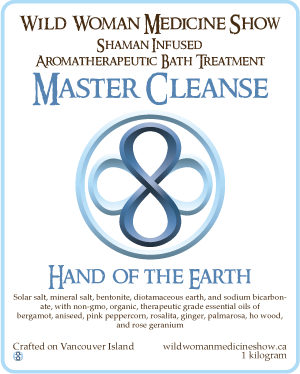 Wild Woman Medicine Show
Shaman Infused
Aromatherapeutic Bath Treatment
Master Cleanse
Hand of the Earth
Solar salt, mineral salt, bentonite, diotamaceous earth, and sodium bicarbon-
ate, with non-gmo, organic, therapeutic grade essential oils of
bergamot, aniseed, pink peppercorn, rosalita, ginger, palmarosa, ho wood,
and rose geranium
Crafted on Vancouver Island
wildwomanmedicineshow.ca
1 kilogram